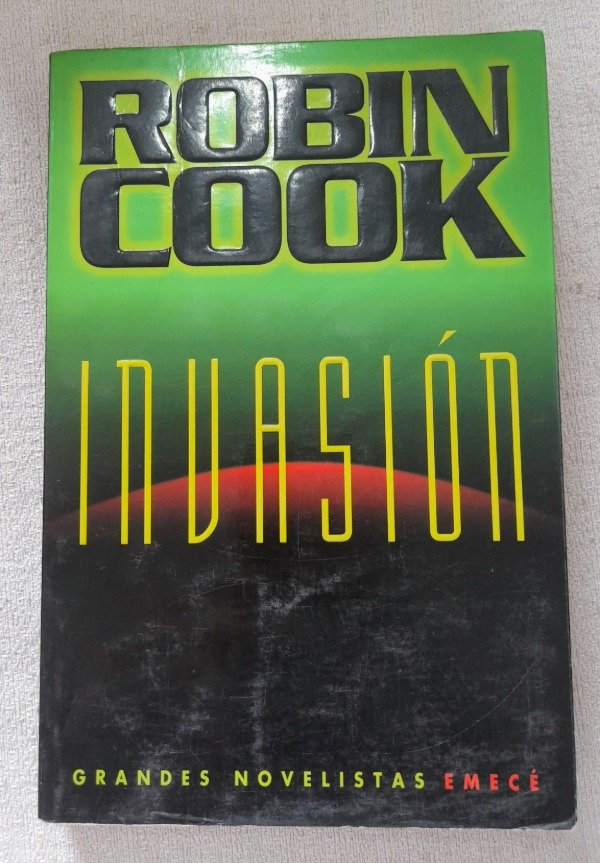 ROBIN
COOK
INVASIÓN
GRANDES NOVELISTAS EMECÉ